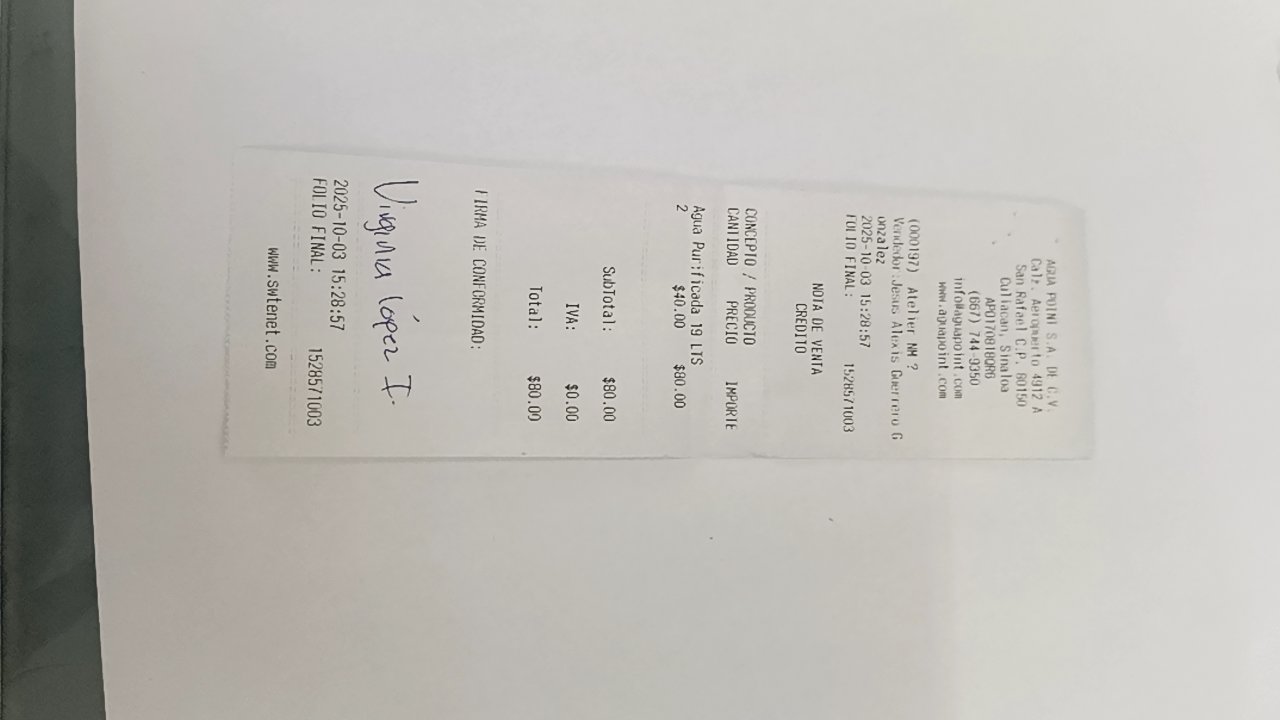 AGUA POINT S.A. DE C.V.
Calz. Aeropuerto 4912 A
San Rafael C.P. 80150
Culiacan, Sinaloa
APO170818QR6
(667) 744-9350
info@aguapoint.com
www.aguapoint.com
(000197) Atelier NM ?
Vendedor:Jesus Alexis Guerrero G
onzalez
2025-10-03 15:28:57
FOLIO FINAL: 1528571003
NOTA DE VENTA
CREDITO
CONCEPTO / PRODUCTO
CANTIDAD PRECIO IMPORTE
Agua Purificada 19 LTS
2 $40.00 $80.00
SubTotal: $80.00
IVA: $0.00
Total: $80.00
FIRMA DE CONFORMIDAD:
Virginia López I.
2025-10-03 15:28:57
FOLIO FINAL: 1528571003
www.swtenet.com